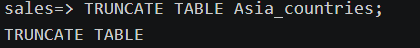 sales=> TRUNCATE TABLE Asia_countries;
TRUNCATE TABLE